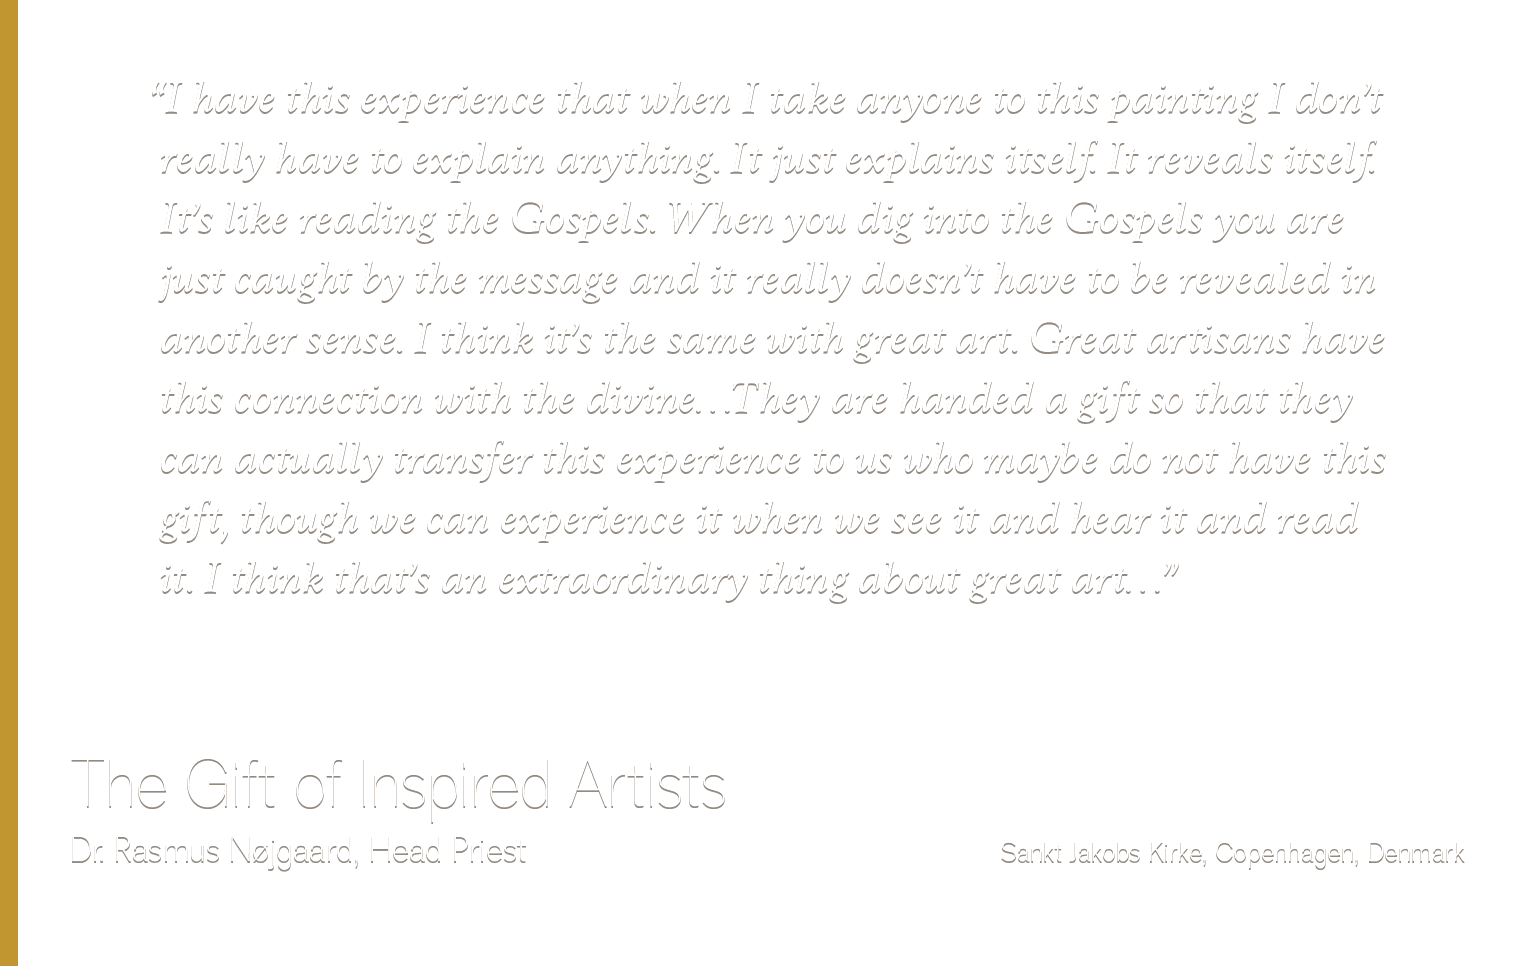 “I have this experience that when I take anyone to this painting I don’t
really have to explain anything. It just explains itself. It reveals itself.
It’s like reading the Gospels. When you dig into the Gospels you are
just caught by the message and it really doesn’t have to be revealed in
another sense. I think it’s the same with great art. Great artisans have
this connection with the divine…They are handed a gift so that they
can actually transfer this experience to us who maybe do not have this
gift, though we can experience it when we see it and hear it and read
it. I think that’s an extraordinary thing about great art…”
The Gift of Inspired Artists
Dr. Rasmus Nøjgaard, Head Priest
Sankt Jakobs Kirke, Copenhagen, Denmark